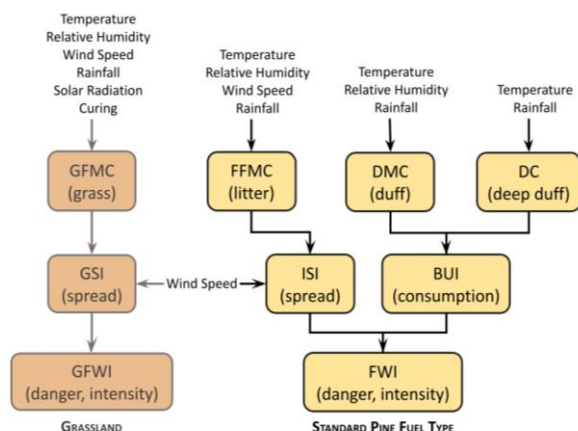 Temperature
Relative Humidity
Wind Speed
Rainfall
Solar Radiation
Curing
Temperature
Relative Humidity
Wind Speed
Rainfall
Temperature
Relative Humidity
Rainfall
Temperature
Rainfall
GFMC
(grass)
FFMC
(litter)
DMC
(duff)
DC
(deep duff)
GSI
(spread)
Wind Speed
ISI
(spread)
BUI
(consumption)
GFWI
(danger, intensity)
FWI
(danger, intensity)
GRASSLAND
STANDARD PINE FUEL TYPE